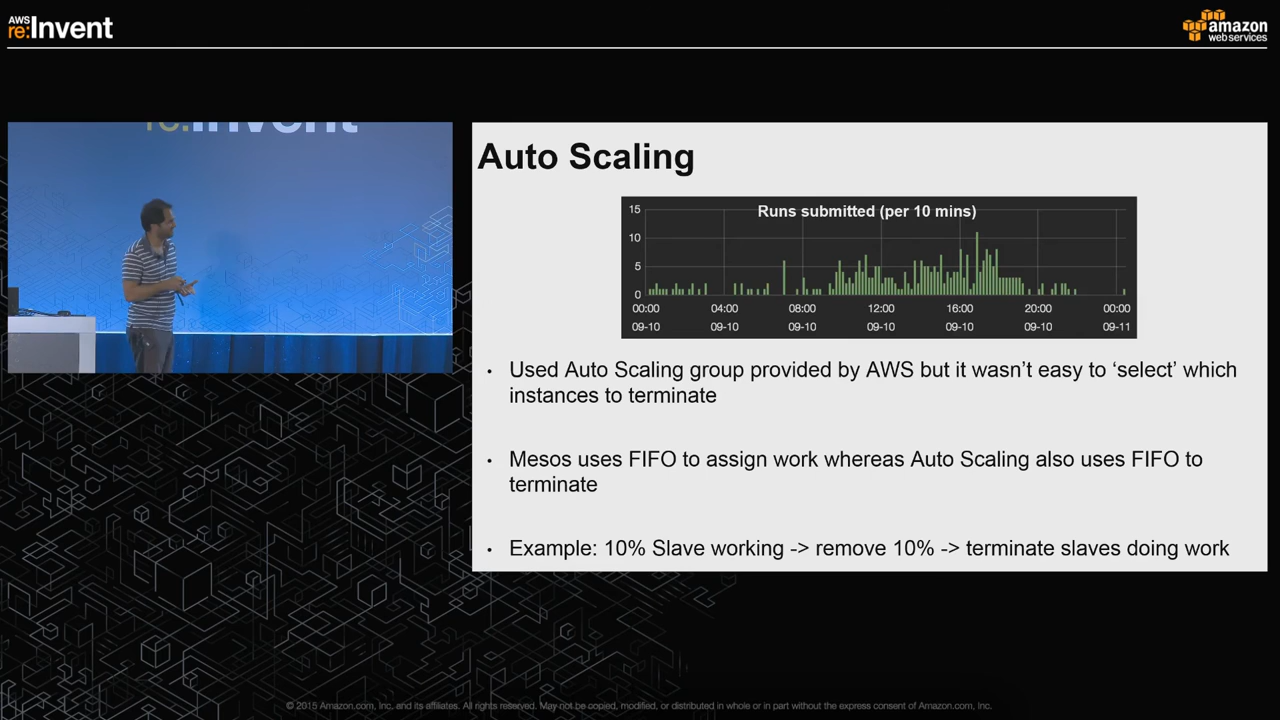 AWS
re:Invent
amazon
web services
re:Invent
Auto Scaling
Runs submitted (per 10 mins)
15
10
5
0
00:00 04:00 08:00 12:00 16:00 20:00 00:00
09-10 09-10 09-10 09-10 09-10 09-10 09-11
• Used Auto Scaling group provided by AWS but it wasn’t easy to ‘select’ which
instances to terminate
• Mesos uses FIFO to assign work whereas Auto Scaling also uses FIFO to
terminate
• Example: 10% Slave working -> remove 10% -> terminate slaves doing work
© 2015 Amazon.com, Inc. and its affiliates. All rights reserved. May not be copied, modified, or distributed in whole or in part without the express consent of Amazon.com, Inc.